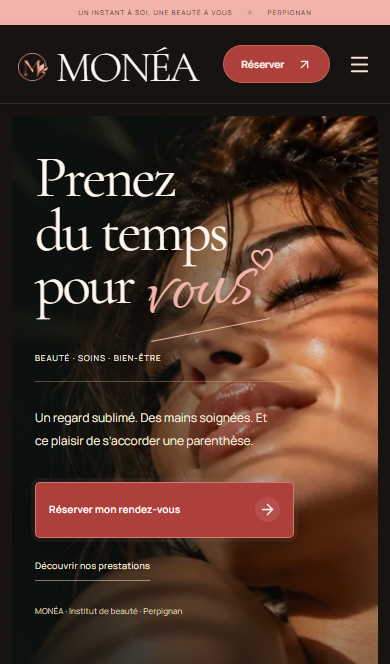 UN INSTANT À SOI, UNE BEAUTÉ À VOUS ✧ PERPIGNAN
MONÉA
Réserver
Prenez
du temps
pour vous
BEAUTÉ · SOINS · BIEN-ÊTRE
Un regard sublimé. Des mains soignées. Et
ce plaisir de s'accorder une parenthèse.
Réserver mon rendez-vous
Découvrir nos prestations
MONÉA · Institut de beauté · Perpignan